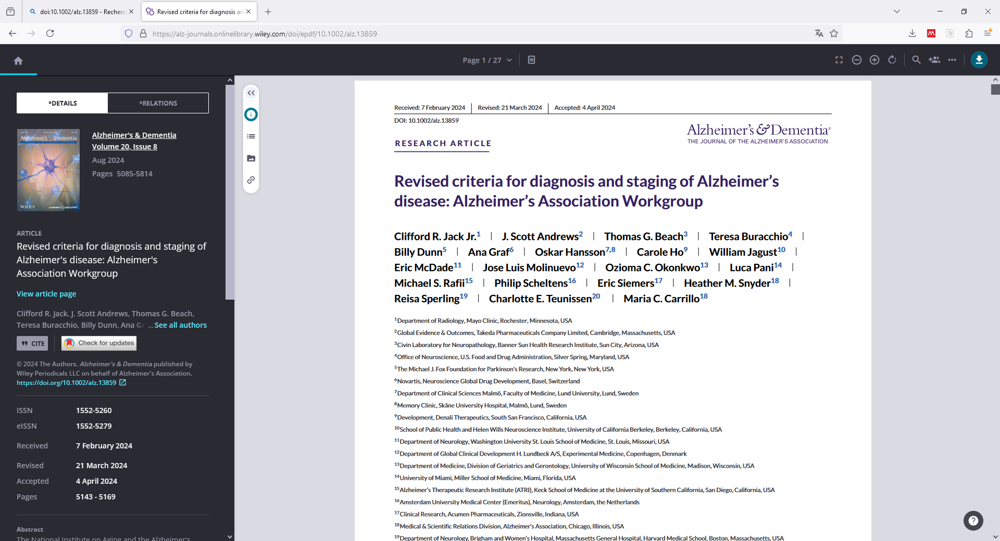 doi:10.1002/alz.13859 - Recherc
Revised criteria for diagnosis an
https://alz-journals.onlinelibrary.wiley.com/doi/epdf/10.1002/alz.13859
Page 1 / 27
*DETAILS
*RELATIONS
Alzheimer's & Dementia
WILEY
Alzheimer's & Dementia
Volume 20, Issue 8
Aug 2024
Pages 5085-5814
ARTICLE
Revised criteria for diagnosis and staging of
Alzheimer's disease: Alzheimer's
Association Workgroup
View article page
Clifford R. Jack, J. Scott Andrews, Thomas G. Beach,
Teresa Buracchio, Billy Dunn, Ana Gr ...See all authors
CITE
Check for updates
© 2024 The Authors. Alzheimer's & Dementia published by
Wiley Periodicals LLC on behalf of Alzheimer's Association.
https://doi.org/10.1002/alz.13859
ISSN 1552-5260
eISSN 1552-5279
Received 7 February 2024
Revised 21 March 2024
Accepted 4 April 2024
Pages 5143 - 5169
Abstract
The National Institute on Aging and the Alzheimer's
Received: 7 February 2024 | Revised: 21 March 2024 | Accepted: 4 April 2024
DOI: 10.1002/alz.13859
Alzheimer's & Dementia®
THE JOURNAL OF THE ALZHEIMER'S ASSOCIATION
RESEARCH ARTICLE
Revised criteria for diagnosis and staging of Alzheimer's
disease: Alzheimer's Association Workgroup
Clifford R. Jack Jr.1 | J. Scott Andrews2 | Thomas G. Beach3 | Teresa Buracchio4 |
Billy Dunn5 | Ana Graf6 | Oskar Hansson7,8 | Carole Ho9 | William Jagust10 |
Eric McDade11 | Jose Luis Molinuevo12 | Ozioma C. Okonkwo13 | Luca Pani14 |
Michael S. Rafii15 | Philip Scheltens16 | Eric Siemers17 | Heather M. Snyder18 |
Reisa Sperling19 | Charlotte E. Teunissen20 | Maria C. Carrillo18
1Department of Radiology, Mayo Clinic, Rochester, Minnesota, USA
2Global Evidence & Outcomes, Takeda Pharmaceuticals Company Limited, Cambridge, Massachusetts, USA
3Civin Laboratory for Neuropathology, Banner Sun Health Research Institute, Sun City, Arizona, USA
4Office of Neuroscience, U.S. Food and Drug Administration, Silver Spring, Maryland, USA
5The Michael J. Fox Foundation for Parkinson's Research, New York, New York, USA
6Novartis, Neuroscience Global Drug Development, Basel, Switzerland
7Department of Clinical Sciences Malmö, Faculty of Medicine, Lund University, Lund, Sweden
8Memory Clinic, Skåne University Hospital, Malmö, Lund, Sweden
9Development, Denali Therapeutics, South San Francisco, California, USA
10School of Public Health and Helen Wills Neuroscience Institute, University of California Berkeley, Berkeley, California, USA
11Department of Neurology, Washington University St. Louis School of Medicine, St. Louis, Missouri, USA
12Department of Global Clinical Development H. Lundbeck A/S, Experimental Medicine, Copenhagen, Denmark
13Department of Medicine, Division of Geriatrics and Gerontology, University of Wisconsin School of Medicine, Madison, Wisconsin, USA
14University of Miami, Miller School of Medicine, Miami, Florida, USA
15Alzheimer's Therapeutic Research Institute (ATRI), Keck School of Medicine at the University of Southern California, San Diego, California, USA
16Amsterdam University Medical Center (Emeritus), Neurology, Amsterdam, the Netherlands
17Clinical Research, Acumen Pharmaceuticals, Zionsville, Indiana, USA
18Medical & Scientific Relations Division, Alzheimer's Association, Chicago, Illinois, USA
19Department of Neurology, Brigham and Women's Hospital, Massachusetts General Hospital, Harvard Medical School, Boston, Massachusetts, USA